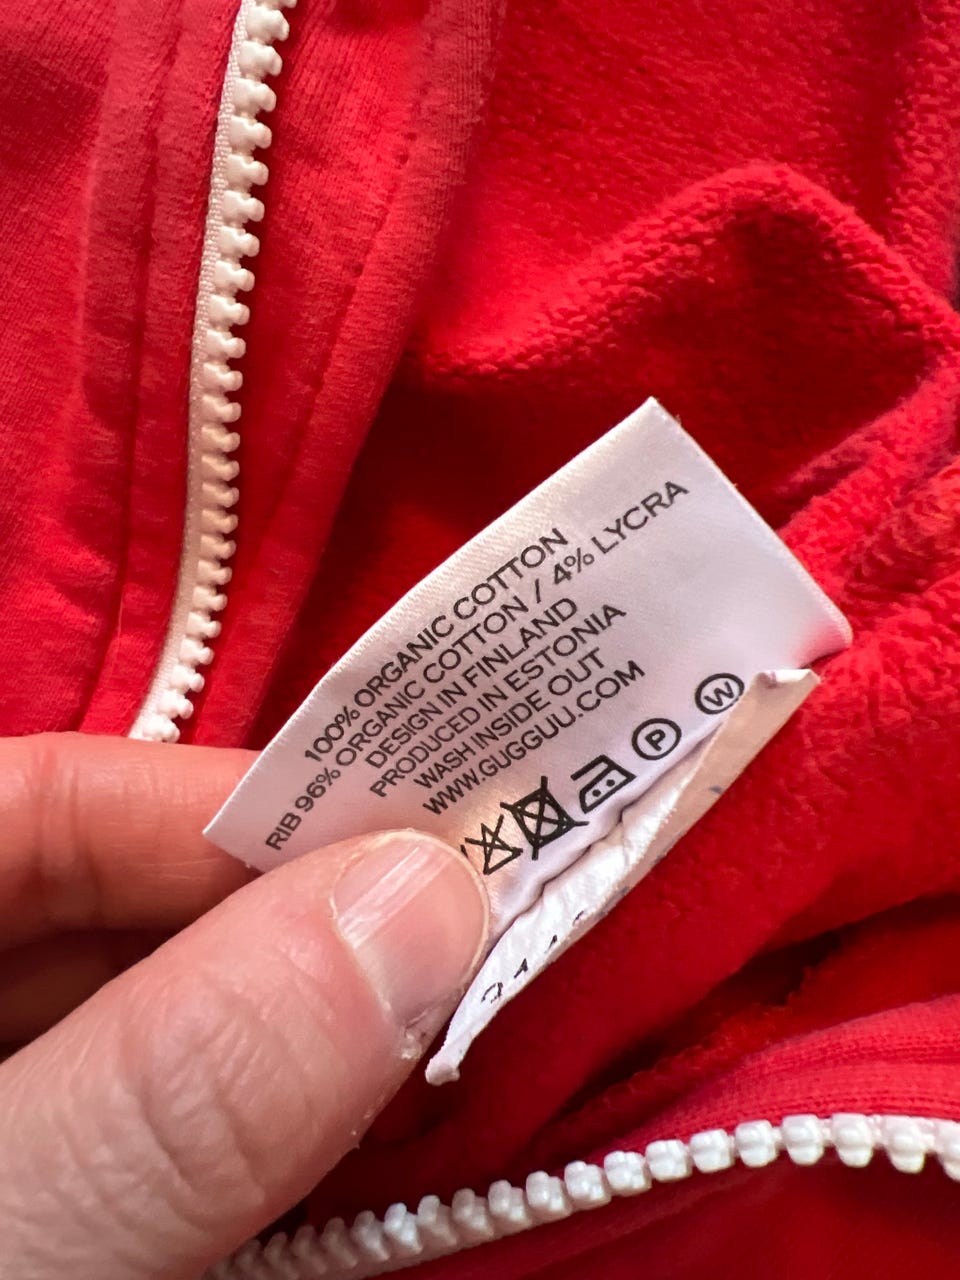 100% ORGANIC COTTON
RIB 96% ORGANIC COTTON / 4% LYCRA
DESIGN IN FINLAND
PRODUCED IN ESTONIA
WASH INSIDE OUT
WWW.GUGGUU.COM
P W